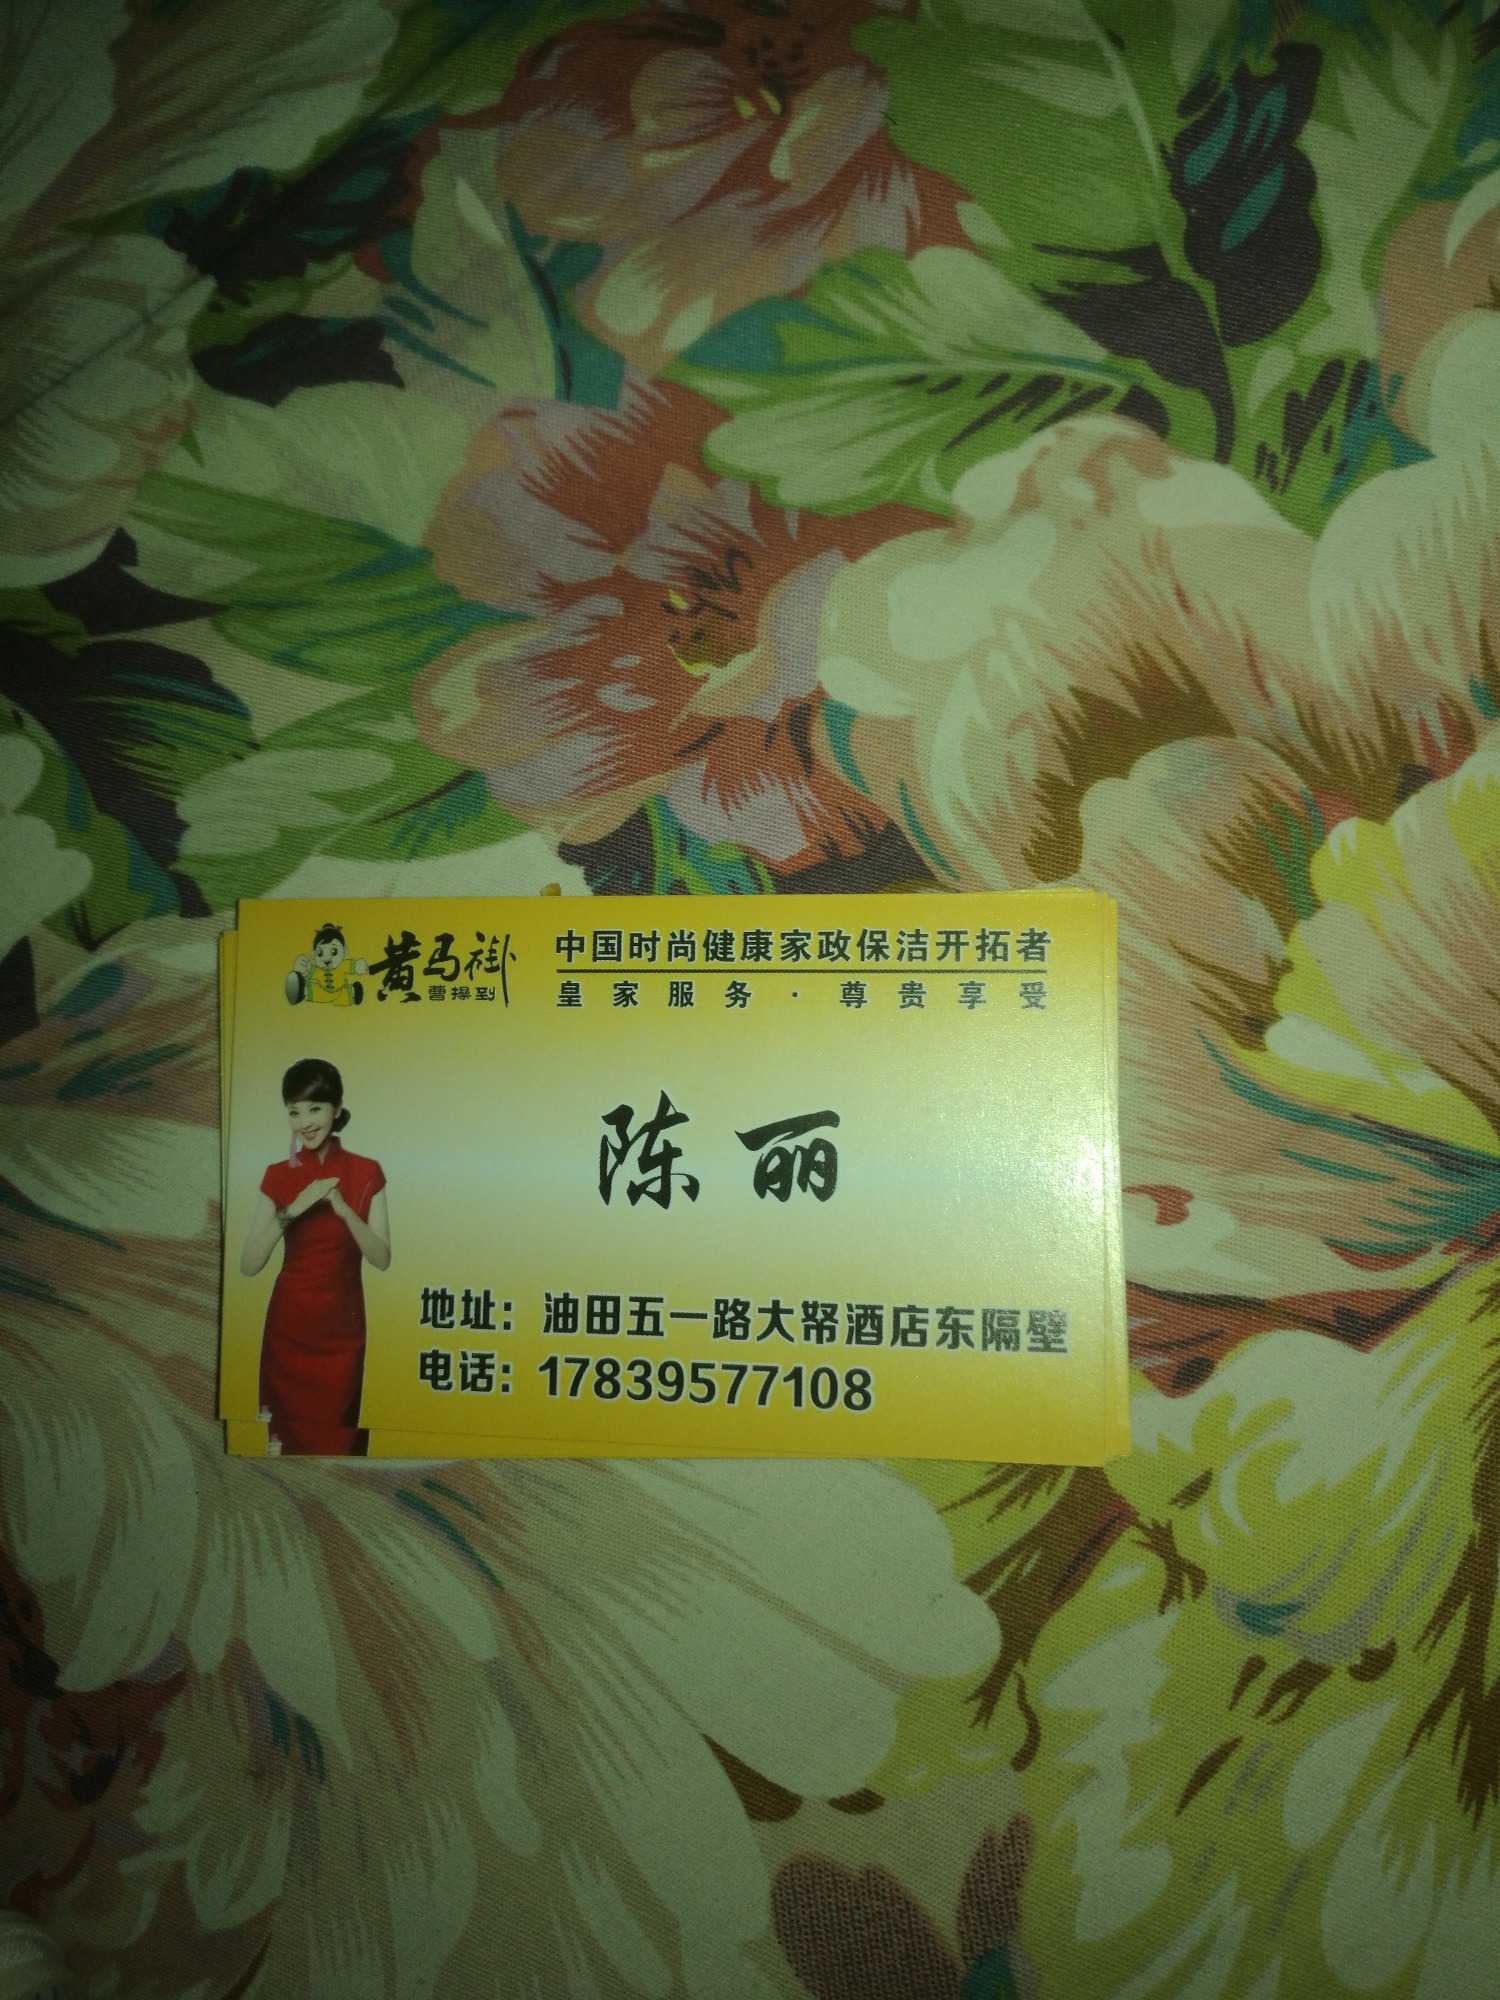 黄马褂
曹操到
中国时尚健康家政保洁开拓者
皇家服务·尊贵享受
陈丽
地址：油田五一路大帮酒店东隔壁
电话：17839577108